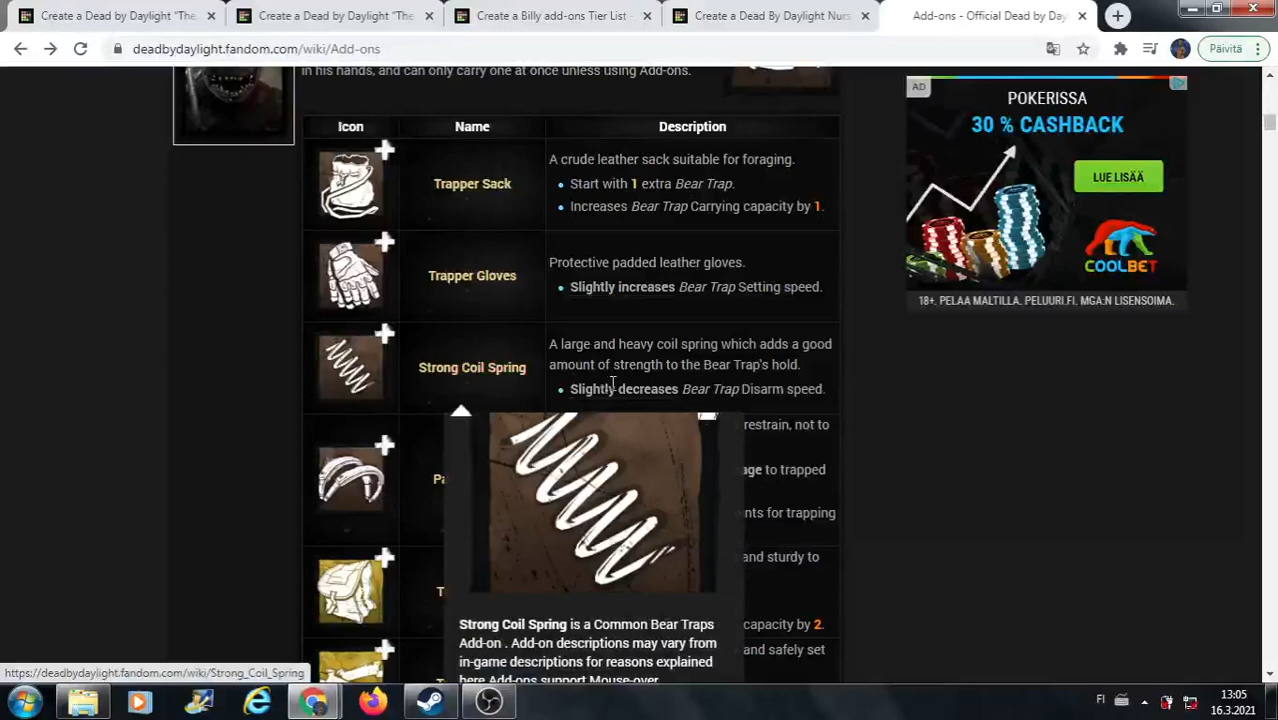 Create a Dead by Daylight "The
Create a Dead by Daylight "The
Create a Billy add-ons Tier List -
Create a Dead By Daylight Nurs
Add-ons - Official Dead by Day
deadbydaylight.fandom.com/wiki/Add-ons
Päivitä
in his hands, and can only carry one at once unless using Add-ons.
Icon Name Description
Trapper Sack
A crude leather sack suitable for foraging.
• Start with 1 extra Bear Trap.
• Increases Bear Trap Carrying capacity by 1.
Trapper Gloves
Protective padded leather gloves.
• Slightly increases Bear Trap Setting speed.
Strong Coil Spring
A large and heavy coil spring which adds a good
amount of strength to the Bear Trap's hold.
• Slightly decreases Bear Trap Disarm speed.
restrain, not to
Pa
age to trapped
nts for trapping
and sturdy to
T
capacity by 2.
and safely set
Strong Coil Spring is a Common Bear Traps
Add-on . Add-on descriptions may vary from
in-game descriptions for reasons explained
here Add-ons support Mouse-over
AD
POKERISSA
30 % CASHBACK
LUE LISÄÄ
COOLBET
18+. PELAA MALTILLA. PELUURI.FI. MGA:N LISENSOIMA.
https://deadbydaylight.fandom.com/wiki/Strong_Coil_Spring
FI
13:05
16.3.2021